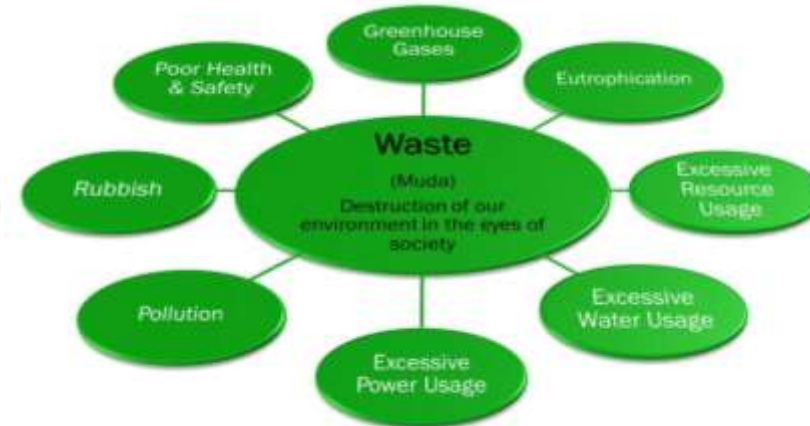 Greenhouse
Gases
Poor Health
& Safety
Eutrophication
Waste
(Muda)
Destruction of our
environment in the eyes of
society
Rubbish
Excessive
Resource
Usage
Pollution
Excessive
Water Usage
Excessive
Power Usage